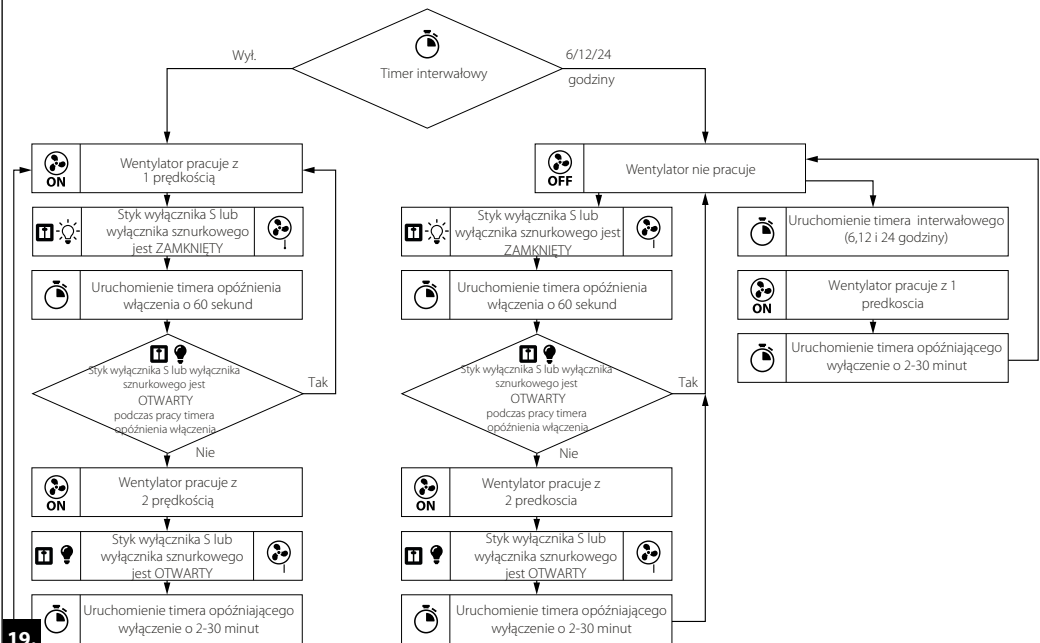 Wył.
Timer interwałowy
6/12/24
godziny
ON
Wentylator pracuje z
1 prędkością
Styk wyłącznika S lub
wyłącznika sznurkowego
jest ZAMKNIĘTY
Uruchomienie timera opóźnienia
włączenia o 60 sekund
Styk wyłącznika S lub wyłącznika
sznurkowego jest
OTWARTY
podczas pracy timera
opóźnienia włączenia
Tak
Nie
ON
Wentylator pracuje z
2 prędkością
Styk wyłącznika S lub
wyłącznika sznurkowego
jest OTWARTY
Uruchomienie timera opóźniającego
wyłączenie o 2-30 minut
OFF
Wentylator nie pracuje
Styk wyłącznika S lub
wyłącznika sznurkowego jest
ZAMKNIĘTY
Uruchomienie timera opóźnienia
włączenia o 60 sekund
Styk wyłącznika S lub wyłącznika
sznurkowego jest
OTWARTY
podczas pracy timera
opóźnienia włączenia
Tak
Nie
ON
Wentylator pracuje z
2 predkoscia
Styk wyłącznika S lub
wyłącznika sznurkowego
jest OTWARTY
Uruchomienie timera opóźniającego
wyłączenie o 2-30 minut
Uruchomienie timera interwałowego
(6,12 i 24 godziny)
ON
Wentylator pracuje z 1
predkoscia
Uruchomienie timera opóźniającego
wyłączenie o 2-30 minut
19.